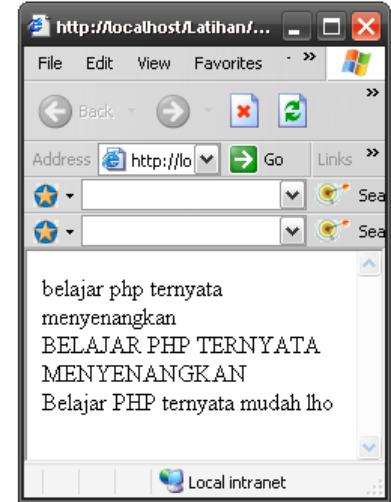 http://localhost/Latihan/...
File Edit View Favorites »
Back »
Address http://lo Go Links »
Sea
Sea
belajar php ternyata
menyenangkan
BELAJAR PHP TERNYATA
MENYENANGKAN
Belajar PHP ternyata mudah lho
Local intranet